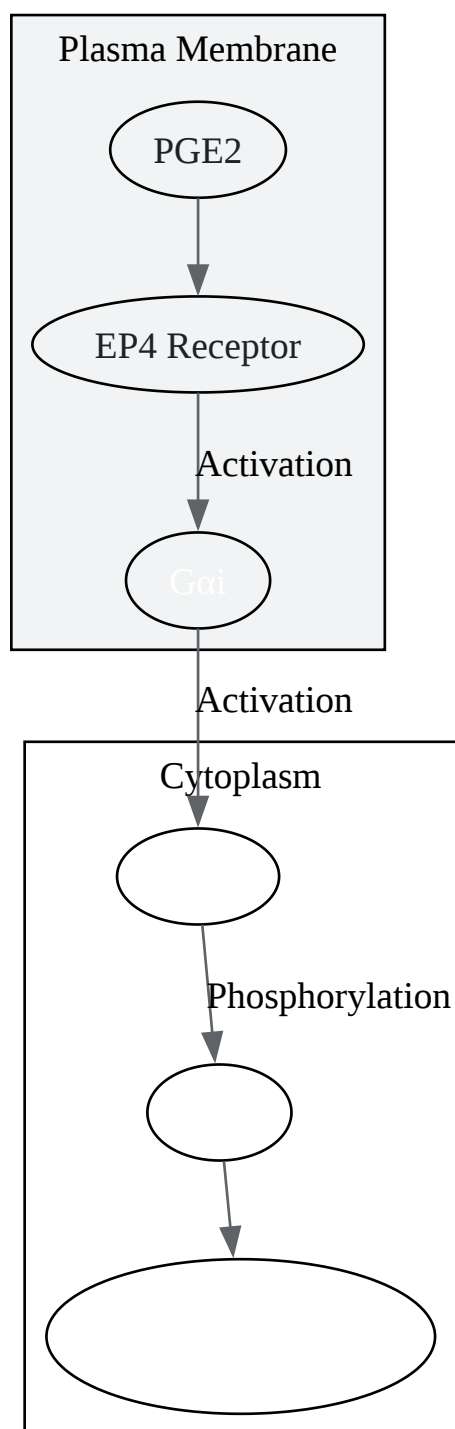 Plasma Membrane
PGE2
EP4 Receptor
Activation
Gαi
Activation
Cytoplasm
Phosphorylation